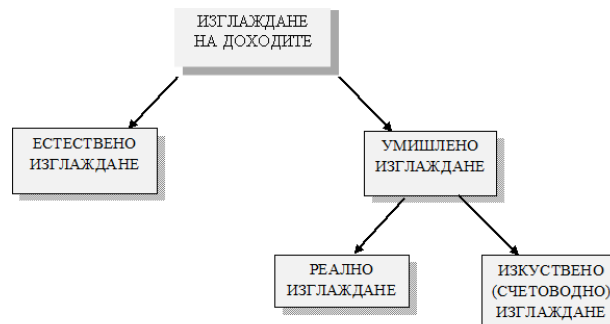 ИЗГЛАЖДАНЕ
НА ДОХОДИТЕ
ЕСТЕСТВЕНО
ИЗГЛАЖДАНЕ
УМИШЛЕНО
ИЗГЛАЖДАНЕ
РЕАЛНО
ИЗГЛАЖДАНЕ
ИЗКУСТВЕНО
(СЧЕТОВОДНО)
ИЗГЛАЖДАНЕ